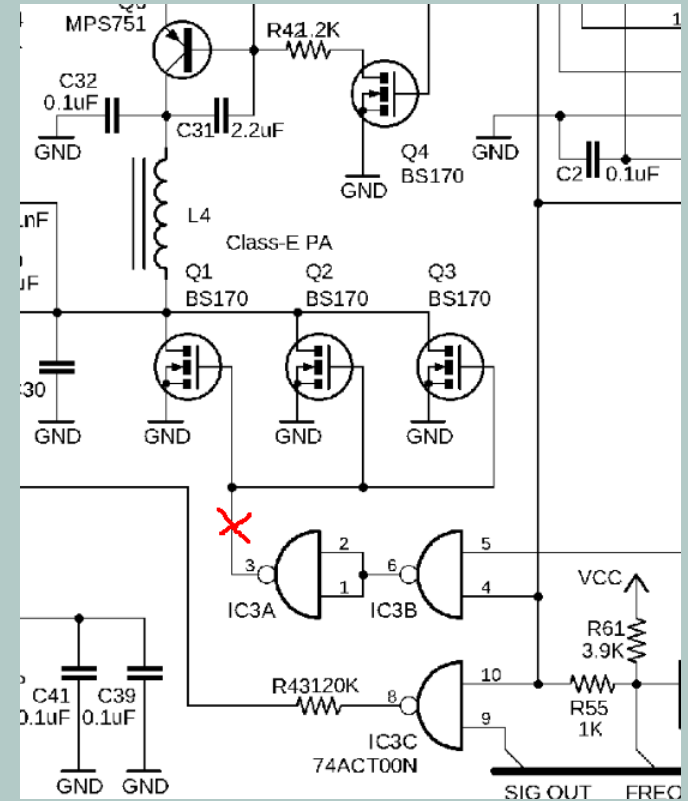 MPS751
R42
1.2K
1
C32
0.1uF
C31
2.2uF
GND
GND
Q4
BS170
GND
C2
0.1uF
L4
Class-E PA
Q1
BS170
Q2
BS170
Q3
BS170
GND
GND
GND
GND
3
2
1
6
5
4
IC3A
IC3B
VCC
R61
3.9K
R43
120K
8
10
9
R55
1K
C41
0.1uF
C39
0.1uF
IC3C
74ACT00N
GND
GND
SIG OUT